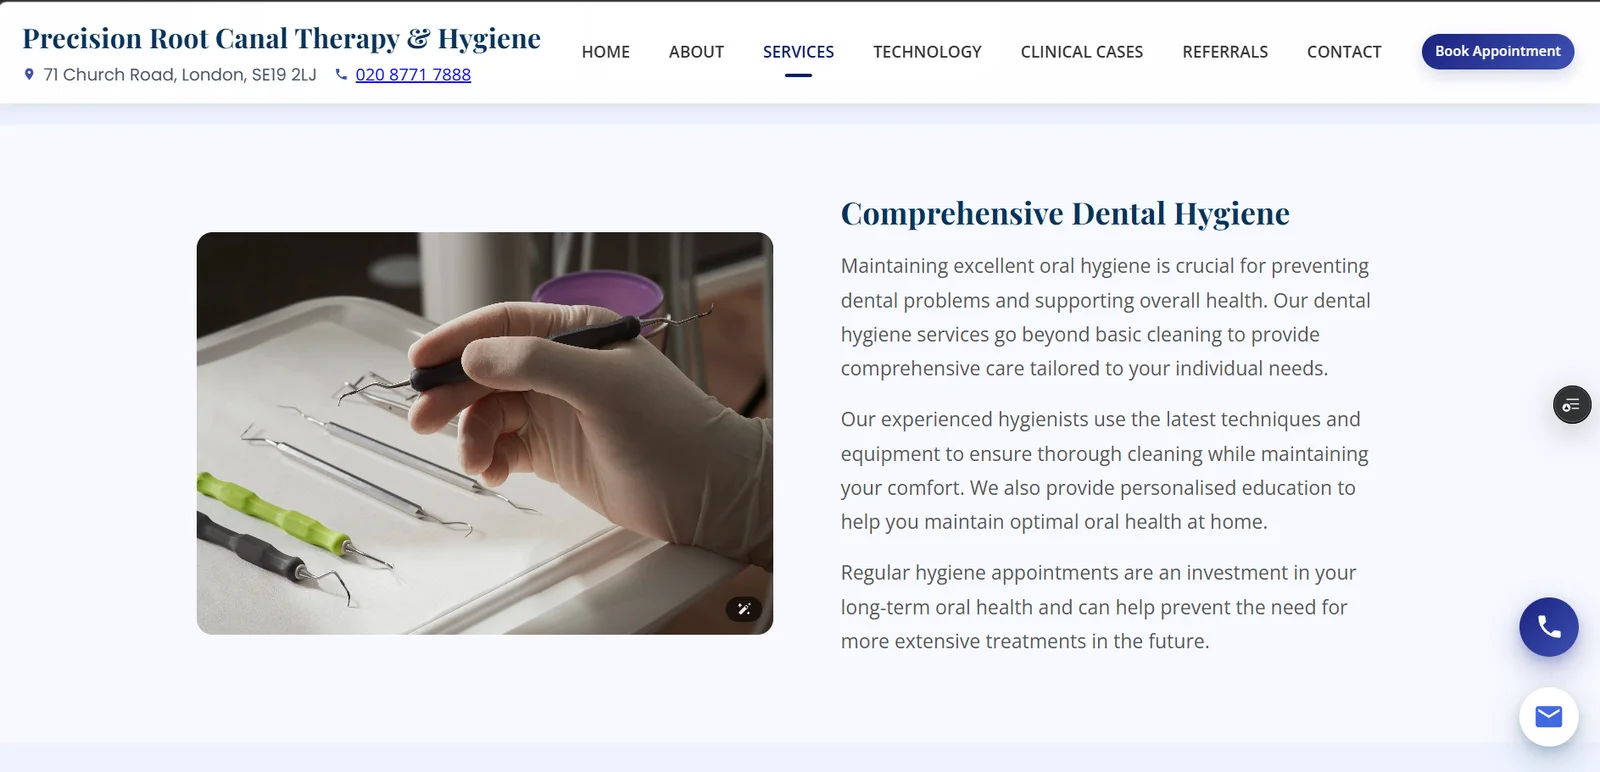 Precision Root Canal Therapy & Hygiene
71 Church Road, London, SE19 2LJ
020 8771 7888
HOME
ABOUT
SERVICES
TECHNOLOGY
CLINICAL CASES
REFERRALS
CONTACT
Book Appointment
Comprehensive Dental Hygiene
Maintaining excellent oral hygiene is crucial for preventing
dental problems and supporting overall health. Our dental
hygiene services go beyond basic cleaning to provide
comprehensive care tailored to your individual needs.
Our experienced hygienists use the latest techniques and
equipment to ensure thorough cleaning while maintaining
your comfort. We also provide personalised education to
help you maintain optimal oral health at home.
Regular hygiene appointments are an investment in your
long-term oral health and can help prevent the need for
more extensive treatments in the future.